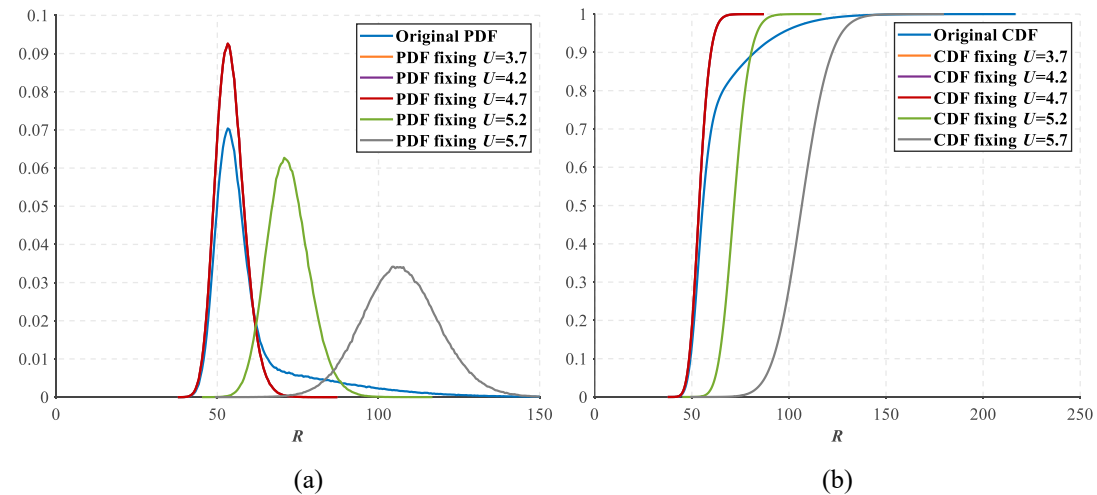 0.1
0.09
0.08
0.07
0.06
0.05
0.04
0.03
0.02
0.01
0
0
50
100
150
R
Original PDF
PDF fixing U=3.7
PDF fixing U=4.2
PDF fixing U=4.7
PDF fixing U=5.2
PDF fixing U=5.7
(a)
1
0.9
0.8
0.7
0.6
0.5
0.4
0.3
0.2
0.1
0
0
50
100
150
200
250
R
Original CDF
CDF fixing U=3.7
CDF fixing U=4.2
CDF fixing U=4.7
CDF fixing U=5.2
CDF fixing U=5.7
(b)